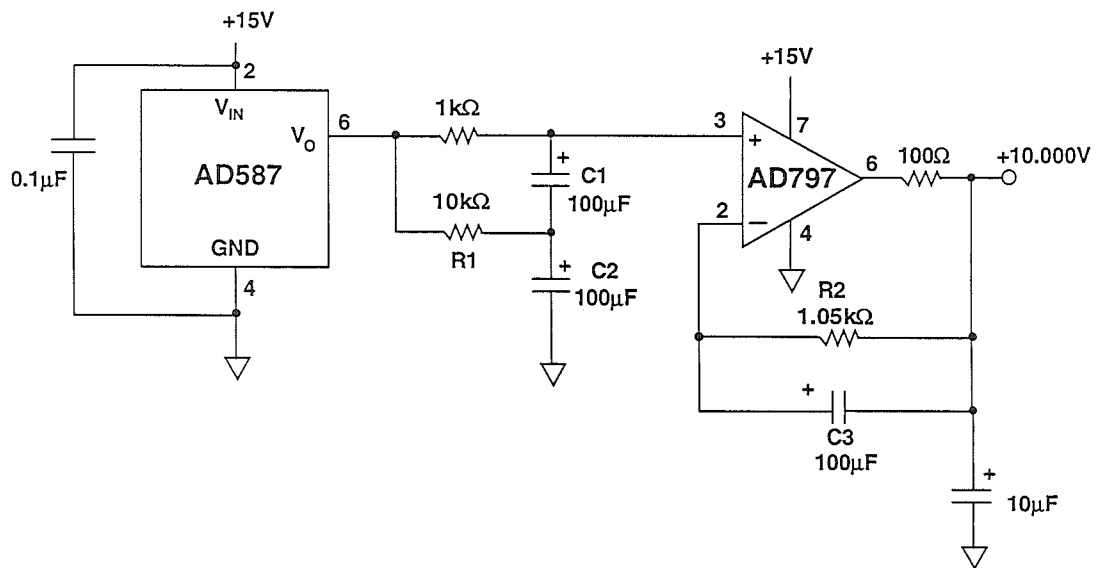 +15V
2
V_IN
V_O
6
AD587
GND
4
0.1μF
1kΩ
10kΩ
R1
+
C1
100μF
+
C2
100μF
+15V
3
7
+
AD797
2
−
4
6
100Ω
+10.000V
R2
1.05kΩ
+
C3
100μF
+
10μF